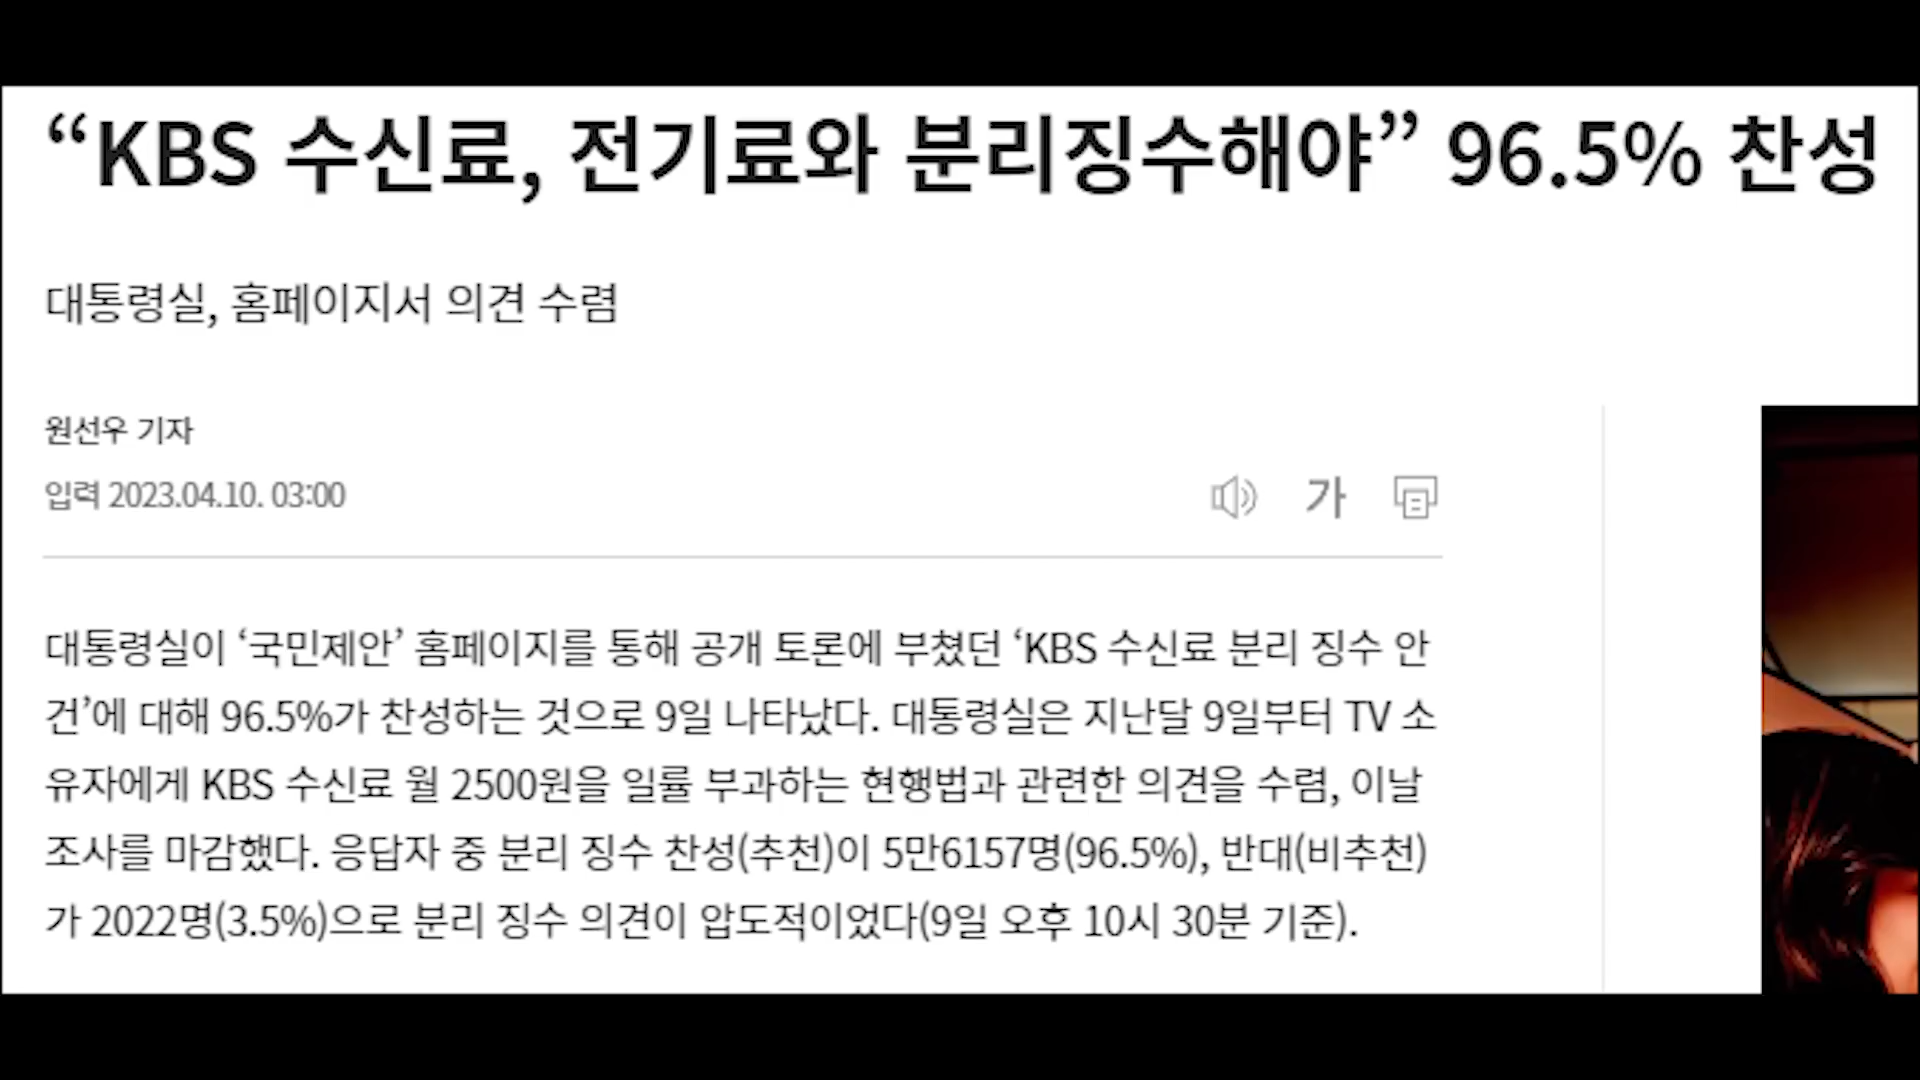 “KBS 수신료, 전기료와 분리징수해야” 96.5% 찬성
대통령실, 홈페이지서 의견 수렴
원선우 기자
입력 2023.04.10. 03:00
가
대통령실이 ‘국민제안’ 홈페이지를 통해 공개 토론에 부쳤던 ‘KBS 수신료 분리 징수 안
건’에 대해 96.5%가 찬성하는 것으로 9일 나타났다. 대통령실은 지난달 9일부터 TV 소
유자에게 KBS 수신료 월 2500원을 일률 부과하는 현행법과 관련한 의견을 수렴, 이날
조사를 마감했다. 응답자 중 분리 징수 찬성(추천)이 5만6157명(96.5%), 반대(비추천)
가 2022명(3.5%)으로 분리 징수 의견이 압도적이었다(9일 오후 10시 30분 기준).